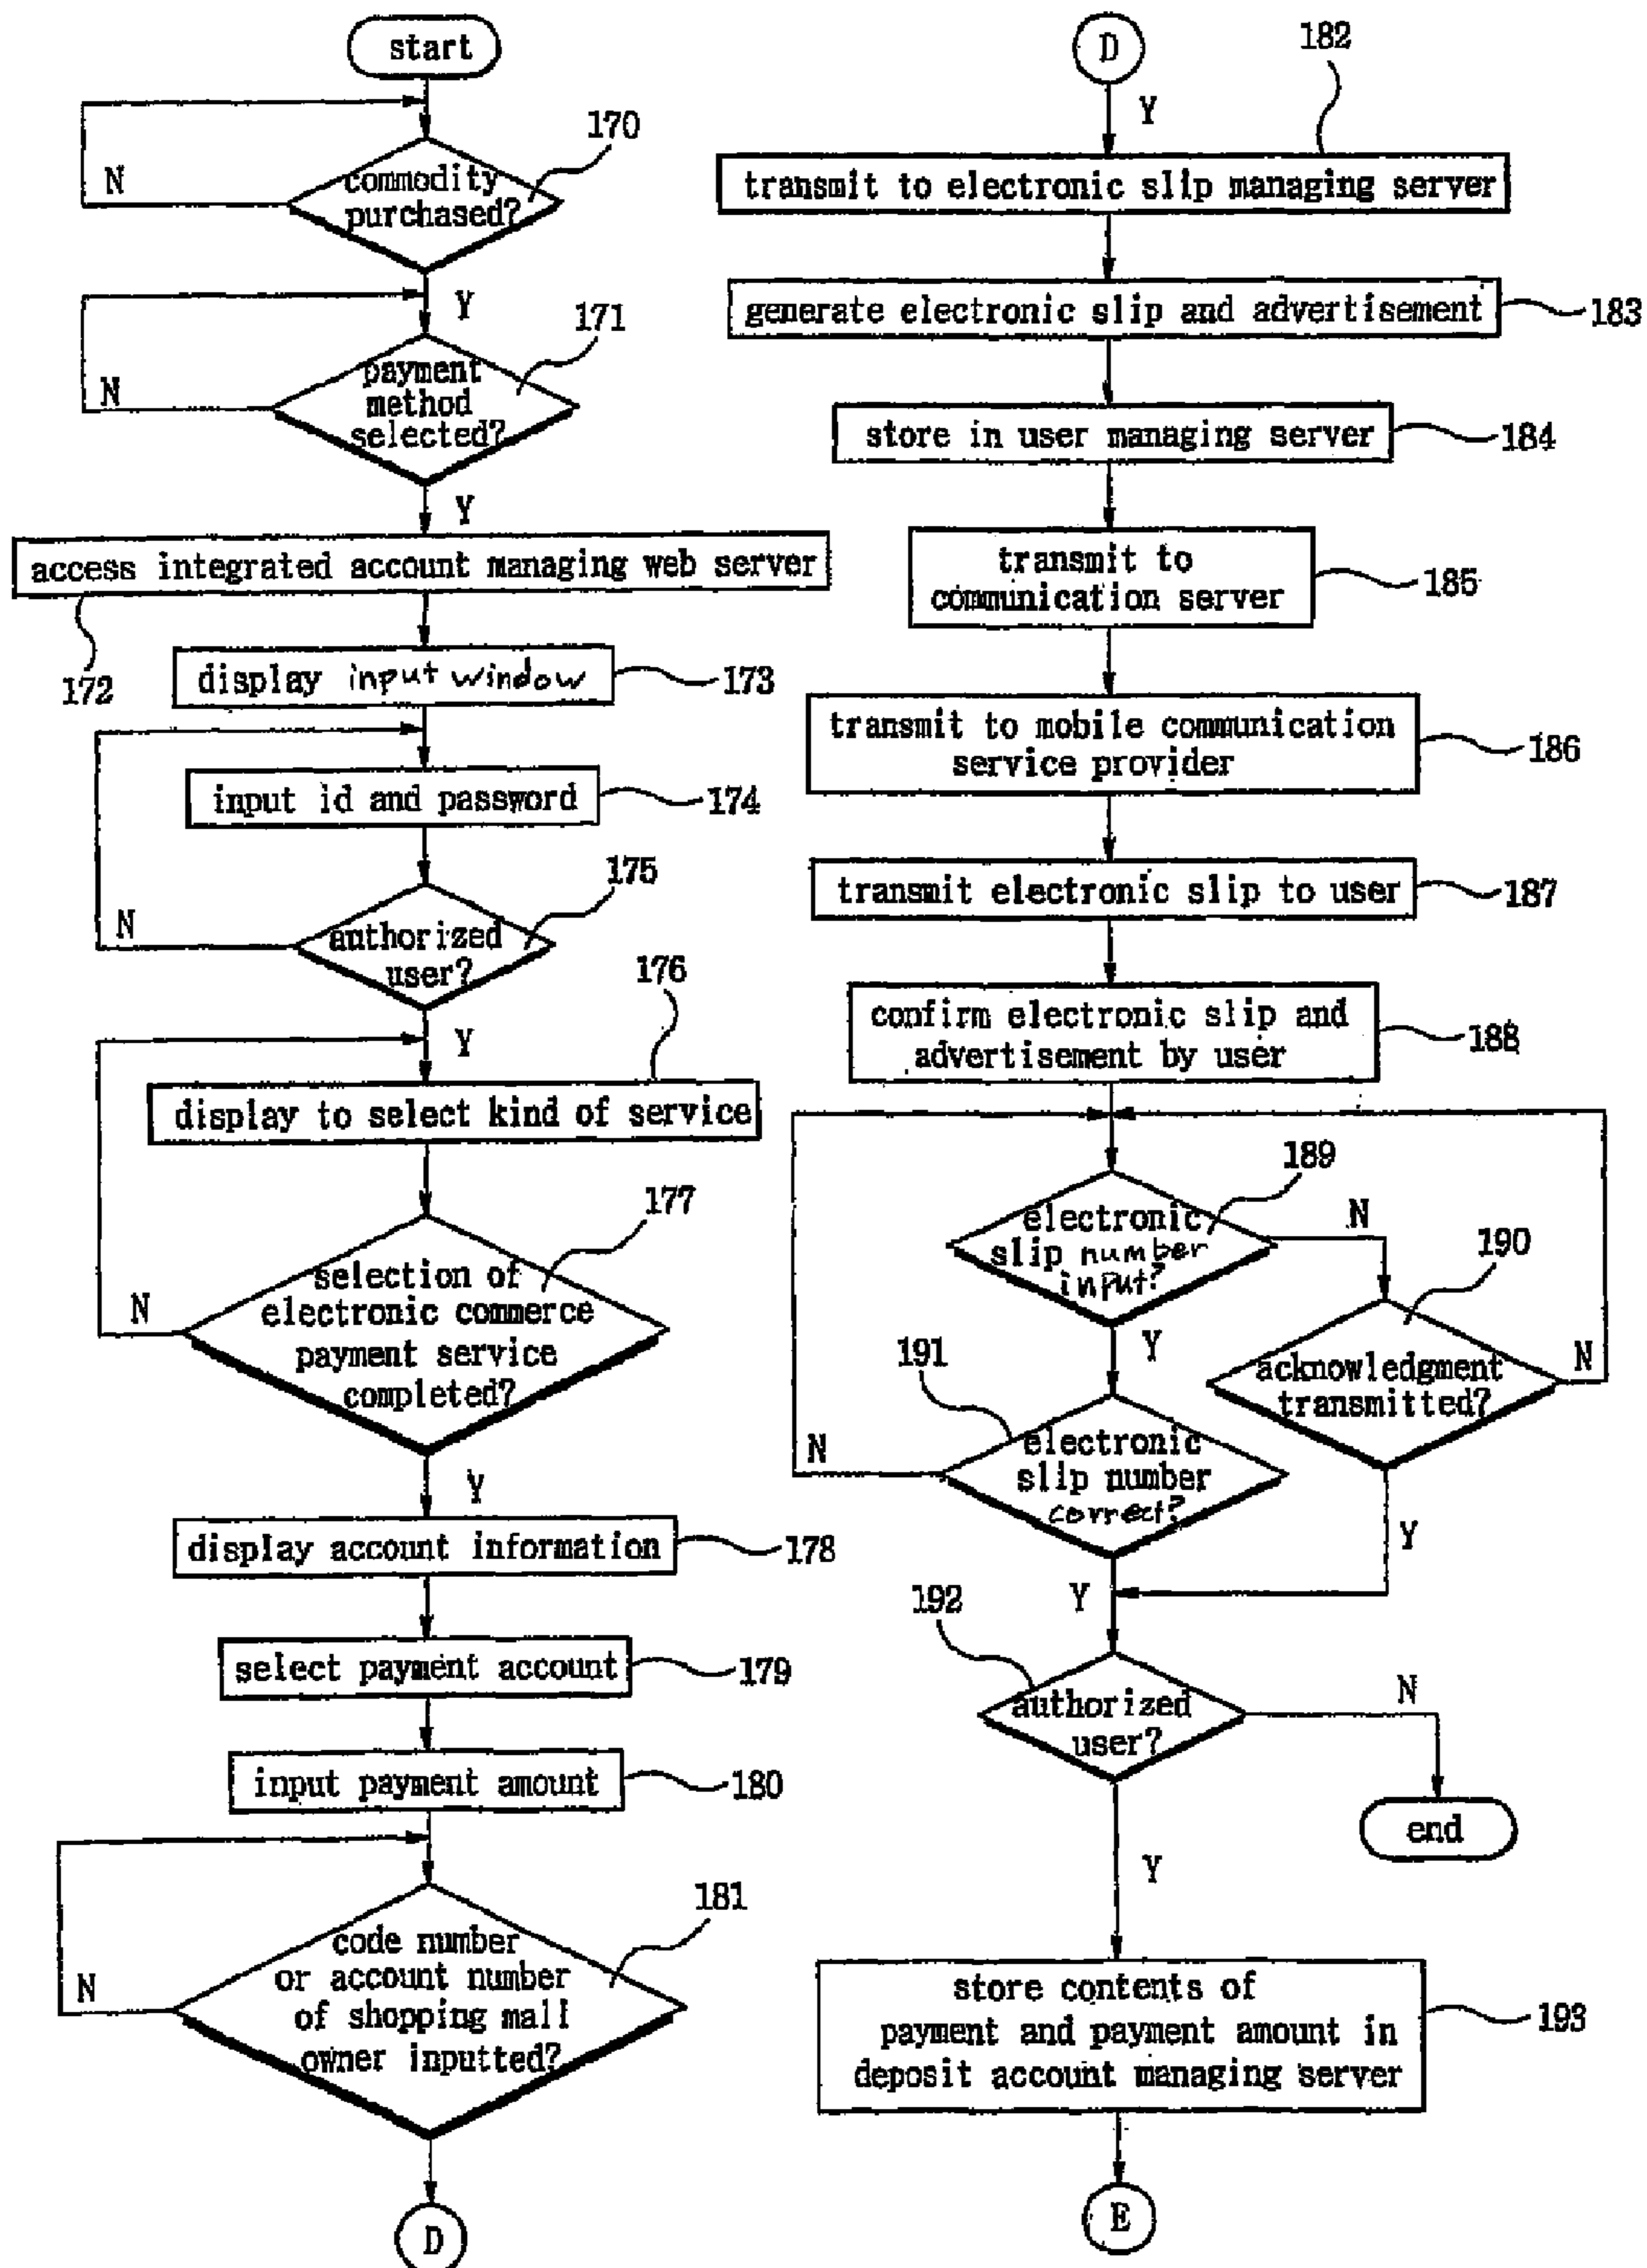 start
170
N
commodity
purchased?
Y
171
N
payment
method
selected?
Y
access integrated account managing web server
172
display input window
173
input id and password
174
175
N
authorized
user?
176
Y
display to select kind of service
177
N
selection of
electronic commerce
payment service
completed?
Y
display account information
178
select payment account
179
input payment amount
180
181
N
code number
or account number
of shopping mall
owner inputted?
D
D
182
Y
transmit to electronic slip managing server
generate electronic slip and advertisement
183
store in user managing server
184
transmit to
communication server
185
transmit to mobile communication
service provider
186
transmit electronic slip to user
187
confirm electronic slip and
advertisement by user
188
189
electronic
slip number
input?
N
190
Y
191
acknowledgment
transmitted?
N
N
electronic
slip number
correct?
Y
Y
192
authorized
user?
N
end
Y
store contents of
payment and payment amount in
deposit account managing server
193
E